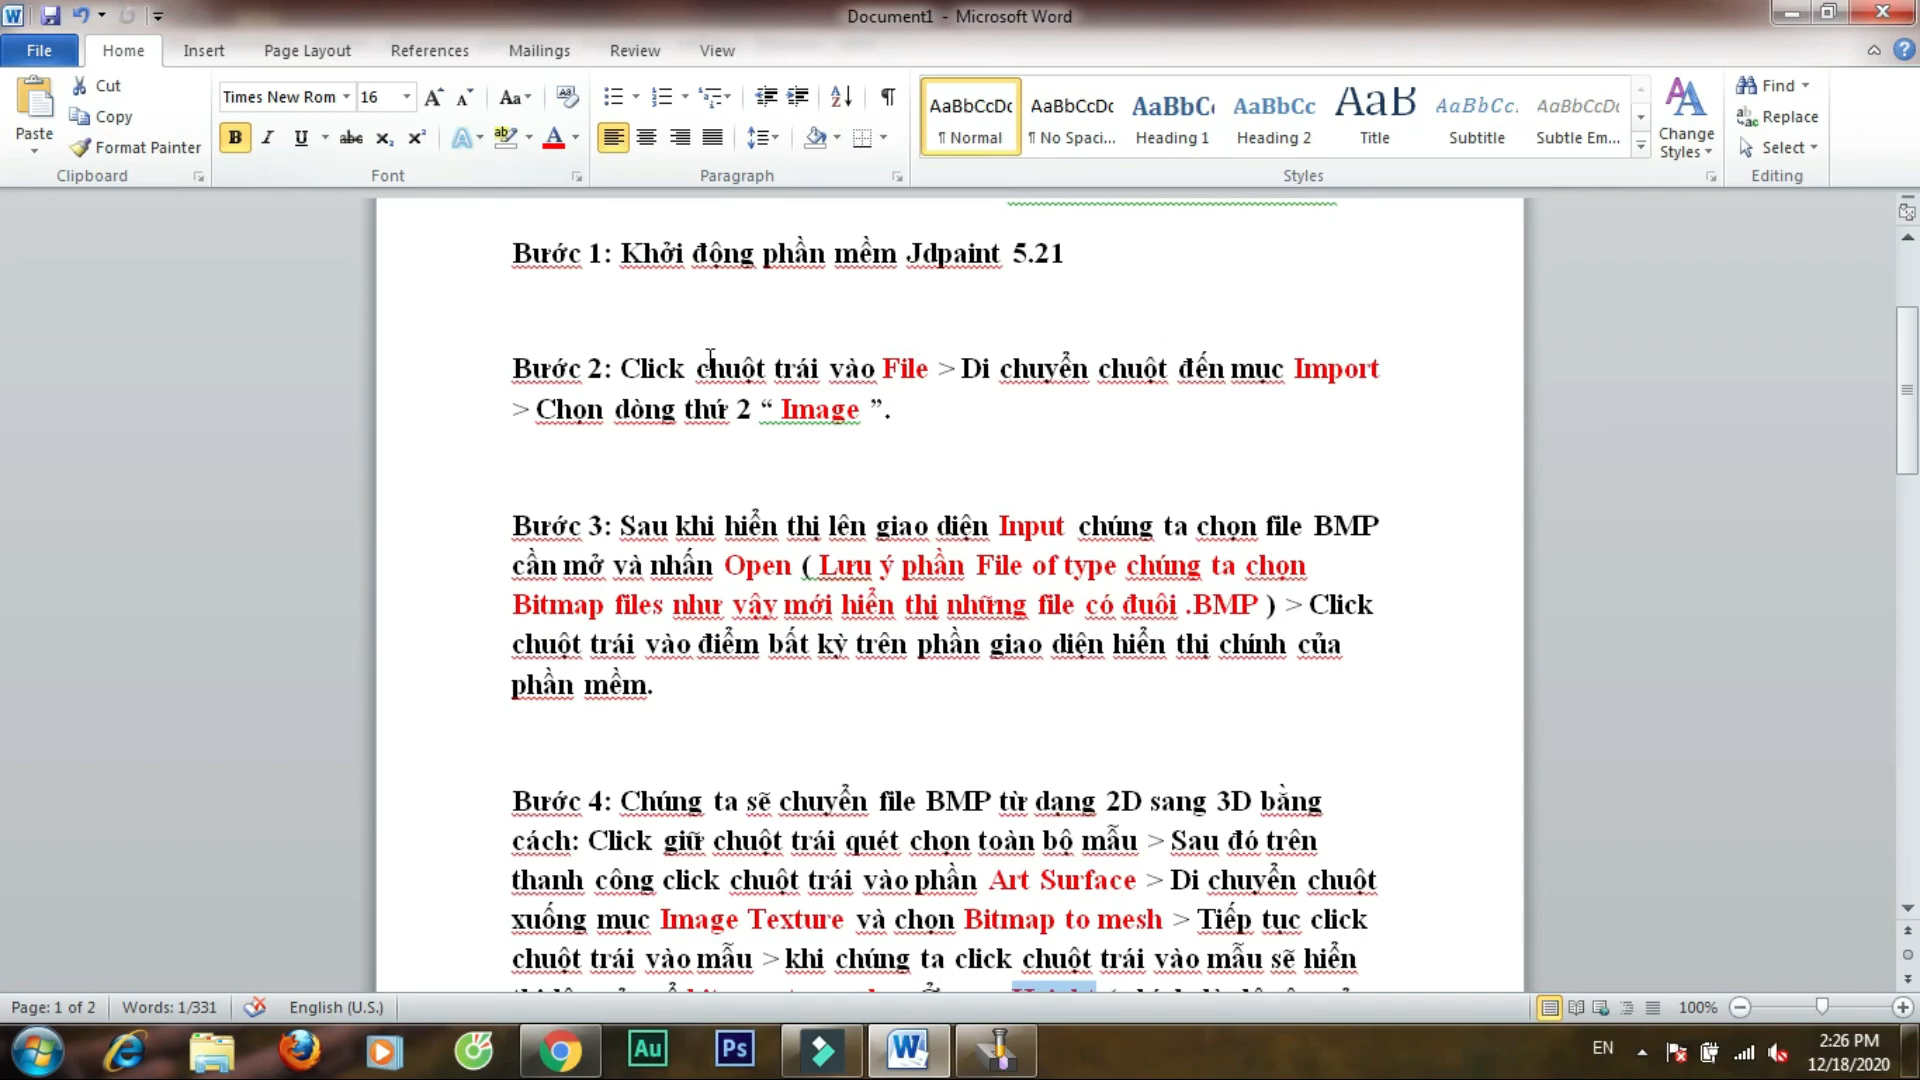 Document1 - Microsoft Word
File Home Insert Page Layout References Mailings Review View
Paste
Cut
Copy
Format Painter
Clipboard
Times New Rom 16
Font
Paragraph
AaBbCcDc AaBbCcDc AaBbC AaBbCc AaB AaBbCc. AaBbCcDc
¶ Normal ¶ No Spaci... Heading 1 Heading 2 Title Subtitle Subtle Em...
Change Styles
Styles
Find
Replace
Select
Editing
Bước 1: Khởi động phần mềm Jdpaint 5.21
Bước 2: Click chuột trái vào File > Di chuyển chuột đến mục Import
> Chọn dòng thứ 2 “ Image ”.
Bước 3: Sau khi hiển thị lên giao diện Input chúng ta chọn file BMP
cần mở và nhấn Open ( Lưu ý phần File of type chúng ta chọn
Bitmap files như vậy mới hiển thị những file có đuôi .BMP ) > Click
chuột trái vào điểm bất kỳ trên phần giao diện hiển thị chính của
phần mềm.
Bước 4: Chúng ta sẽ chuyển file BMP từ dạng 2D sang 3D bằng
cách: Click giữ chuột trái quét chọn toàn bộ mẫu > Sau đó trên
thanh công click chuột trái vào phần Art Surface > Di chuyển chuột
xuống mục Image Texture và chọn Bitmap to mesh > Tiếp tục click
chuột trái vào mẫu > khi chúng ta click chuột trái vào mẫu sẽ hiển
Page: 1 of 2 Words: 1/331 English (U.S.) 100%
Au Ps EN 2:26 PM
12/18/2020